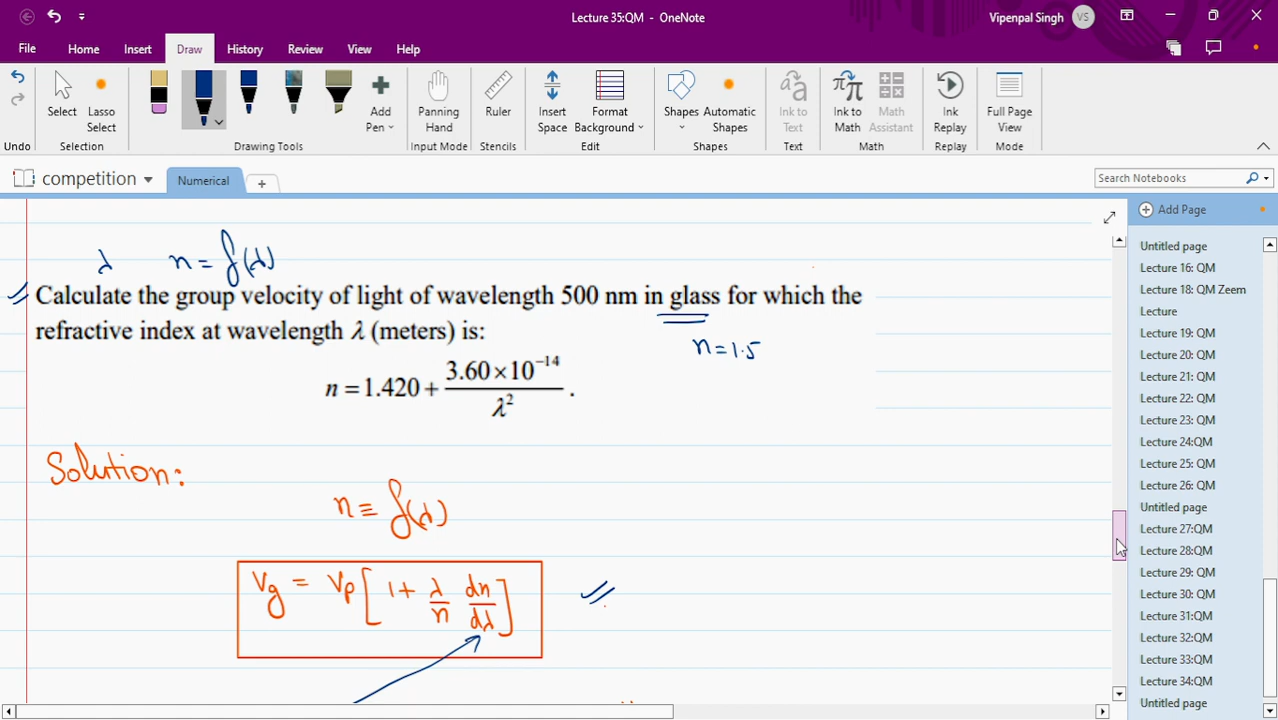 Lecture 35:QM - OneNote
Vipenpal Singh VS
File Home Insert Draw History Review View Help
Undo
Select
Lasso Select
Selection
Add Pen
Drawing Tools
Panning Hand
Input Mode
Ruler
Stencils
Insert Space
Format Background
Edit
Shapes
Automatic Shapes
Shapes
Ink to Text
Text
Ink to Math
Math Assistant
Math
Ink Replay
Replay
Full Page View
Mode
competition
Numerical
Search Notebooks
λ n = f(λ)
Calculate the group velocity of light of wavelength 500 nm in glass for which the
refractive index at wavelength λ (meters) is:
n = 1.5
n = 1.420 + 3.60×10⁻¹⁴ / λ² .
Solution:
n ≡ f(λ)
Vg = Vp [ 1 + λ/n dn/dλ ]
Add Page
Untitled page
Lecture 16: QM
Lecture 18: QM Zeem
Lecture
Lecture 19: QM
Lecture 20: QM
Lecture 21: QM
Lecture 22: QM
Lecture 23: QM
Lecture 24:QM
Lecture 25: QM
Lecture 26: QM
Untitled page
Lecture 27:QM
Lecture 28:QM
Lecture 29: QM
Lecture 30: QM
Lecture 31:QM
Lecture 32:QM
Lecture 33:QM
Lecture 34:QM
Untitled page